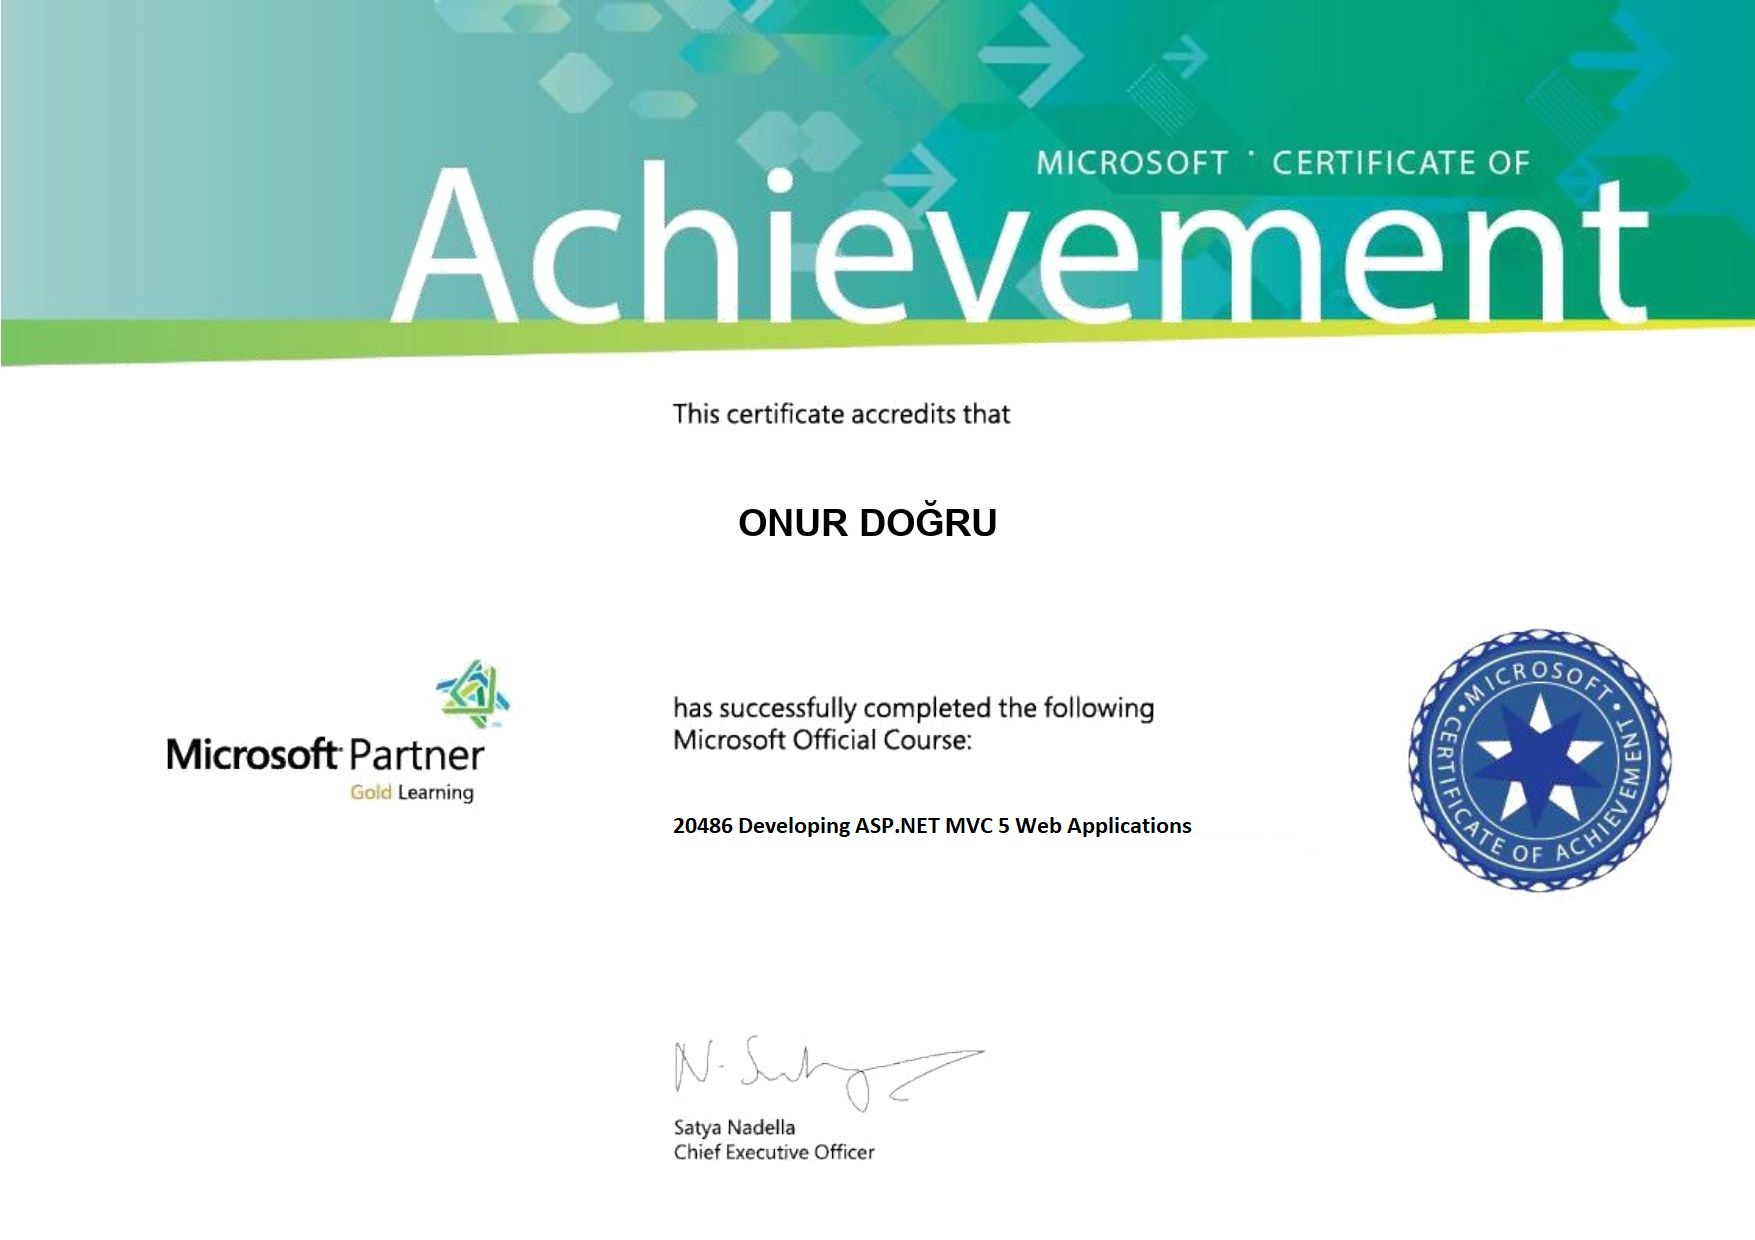 MICROSOFT · CERTIFICATE OF
Achievement
This certificate accredits that
ONUR DOĞRU
has successfully completed the following
Microsoft Official Course:
Microsoft Partner
Gold Learning
20486 Developing ASP.NET MVC 5 Web Applications
• MICROSOFT • CERTIFICATE OF ACHIEVEMENT
N. Satya
Satya Nadella
Chief Executive Officer